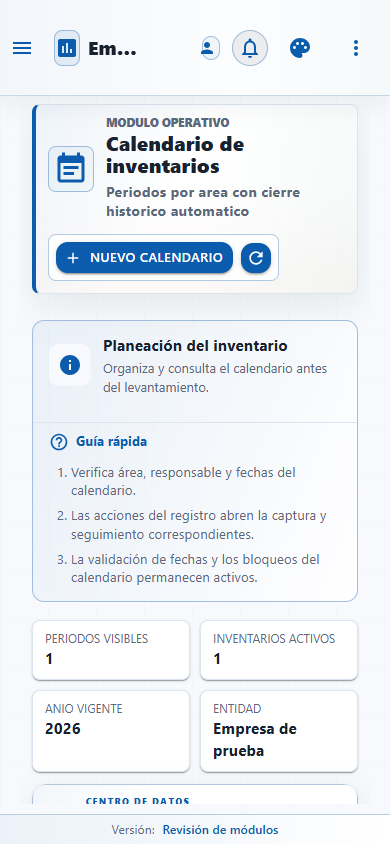 Em...
MODULO OPERATIVO
Calendario de
inventarios
Periodos por area con cierre
historico automatico
NUEVO CALENDARIO
Planeación del inventario
Organiza y consulta el calendario antes
del levantamiento.
Guía rápida
1. Verifica área, responsable y fechas del
calendario.
2. Las acciones del registro abren la captura y
seguimiento correspondientes.
3. La validación de fechas y los bloqueos del
calendario permanecen activos.
PERIODOS VISIBLES
1
INVENTARIOS ACTIVOS
1
ANIO VIGENTE
2026
ENTIDAD
Empresa de
prueba
CENTRO DE DATOS
Versión: Revisión de módulos